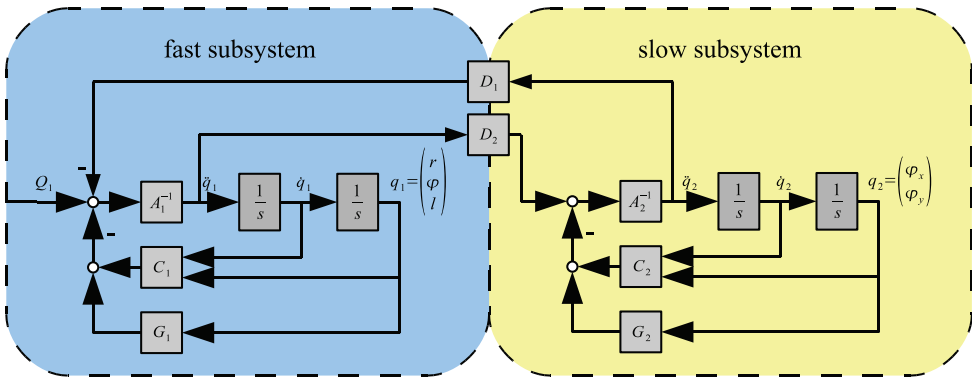 fast subsystem
slow subsystem
D₁
D₂
-
Q₁
A₁⁻¹
q̈₁
1/s
q̇₁
1/s
q₁=(r φ l)
-
C₁
G₁
A₂⁻¹
q̈₂
1/s
q̇₂
1/s
q₂=(φₓ φᵧ)
-
C₂
G₂